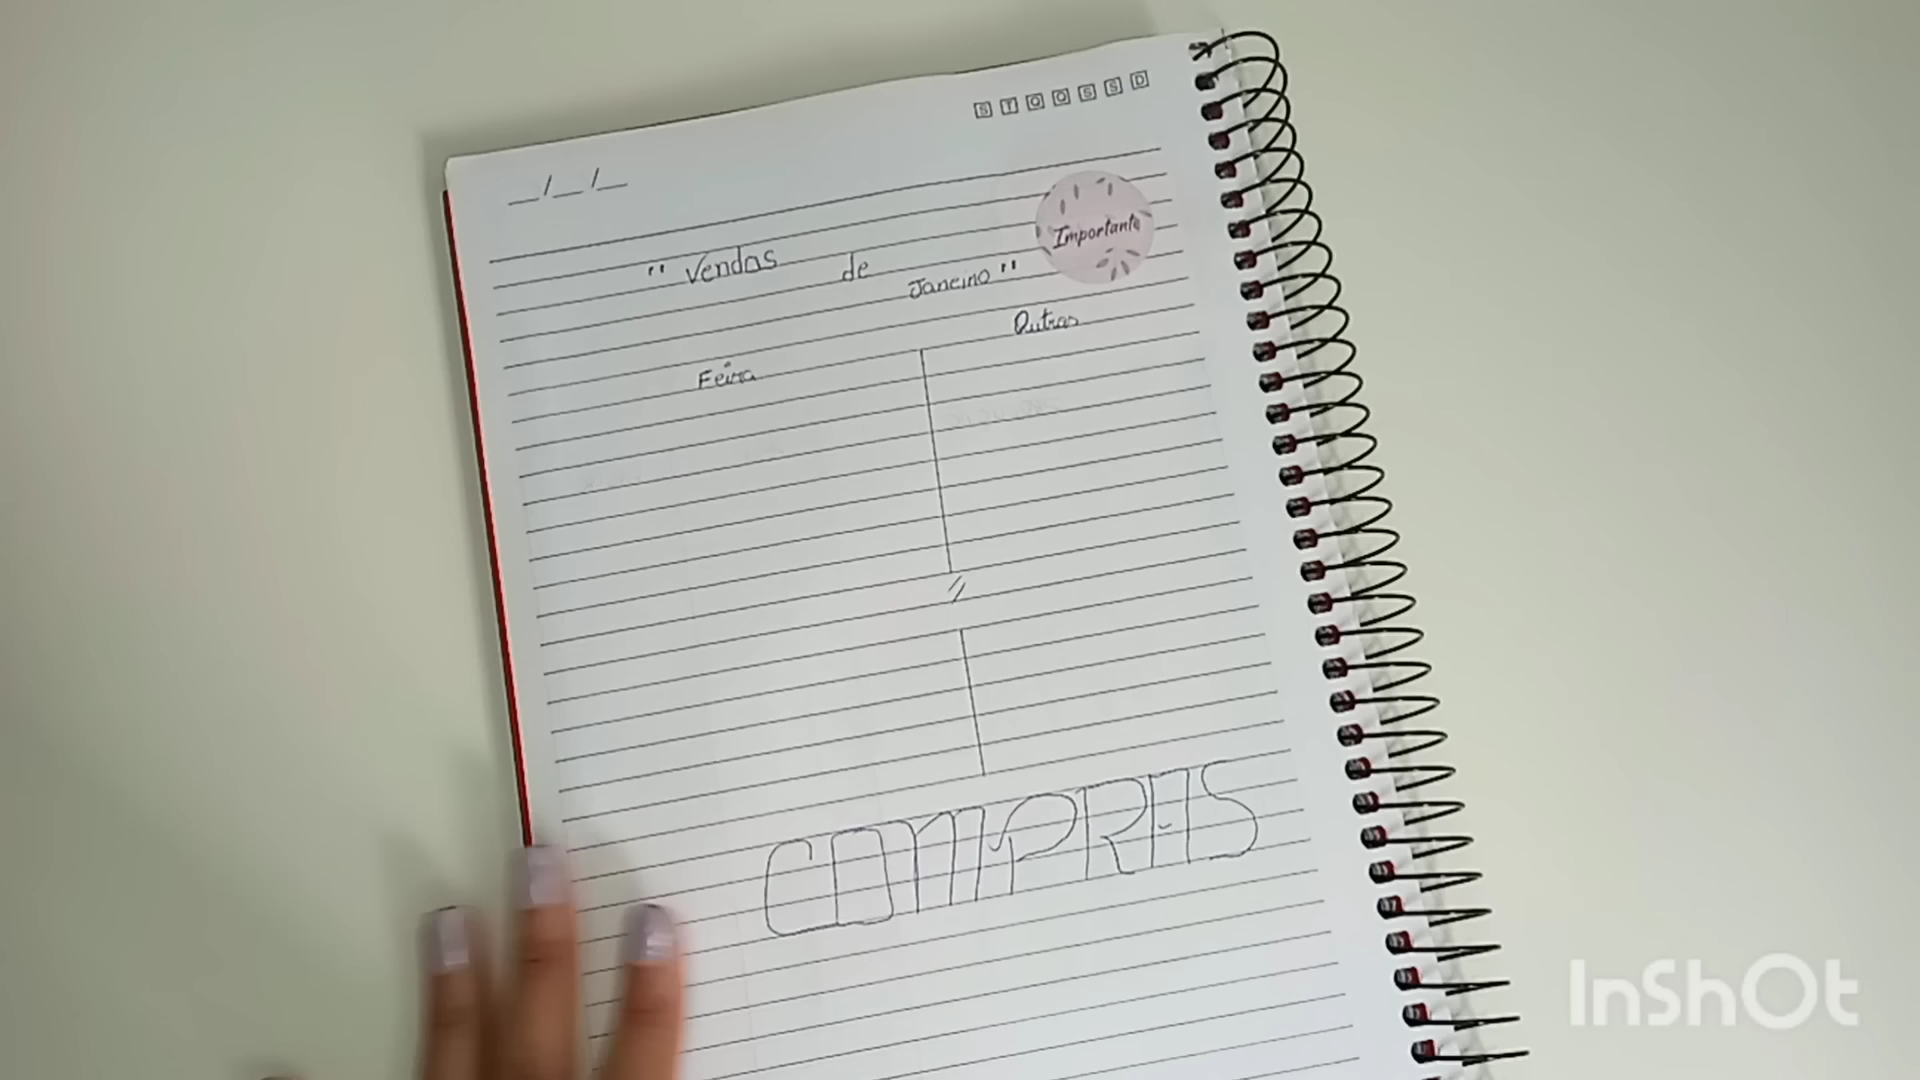 S T Q Q S S D
__/__/__
" Vendas de Janeiro "
Importante
Outras
Feira
COMPRAS
InShOt